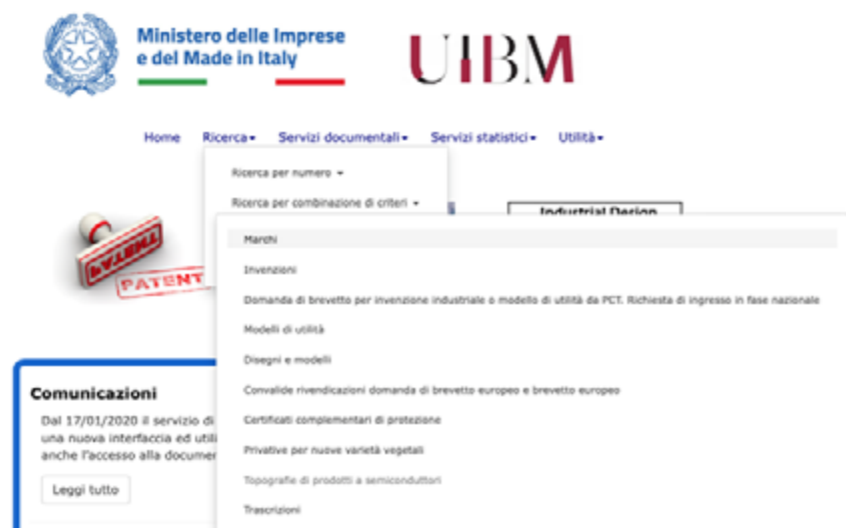 Ministero delle Imprese
e del Made in Italy
UIBM
Home Ricerca Servizi documentali Servizi statistici Utilità
Ricerca per numero
Ricerca per combinazione di criteri
Industrial Design
PATENT
PATENT
Marchi
Invenzioni
Domanda di brevetto per invenzione industriale o modello di utilità da PCT. Richiesta di ingresso in fase nazionale
Modelli di utilità
Disegni e modelli
Convalide rivendicazioni domanda di brevetto europeo e brevetto europeo
Certificati complementari di protezione
Privative per nuove varietà vegetali
Topografie di prodotti a semiconduttori
Trascrizioni
Comunicazioni
Dal 17/01/2020 il servizio di
una nuova interfaccia ed utili
anche l'accesso alla documen
Leggi tutto